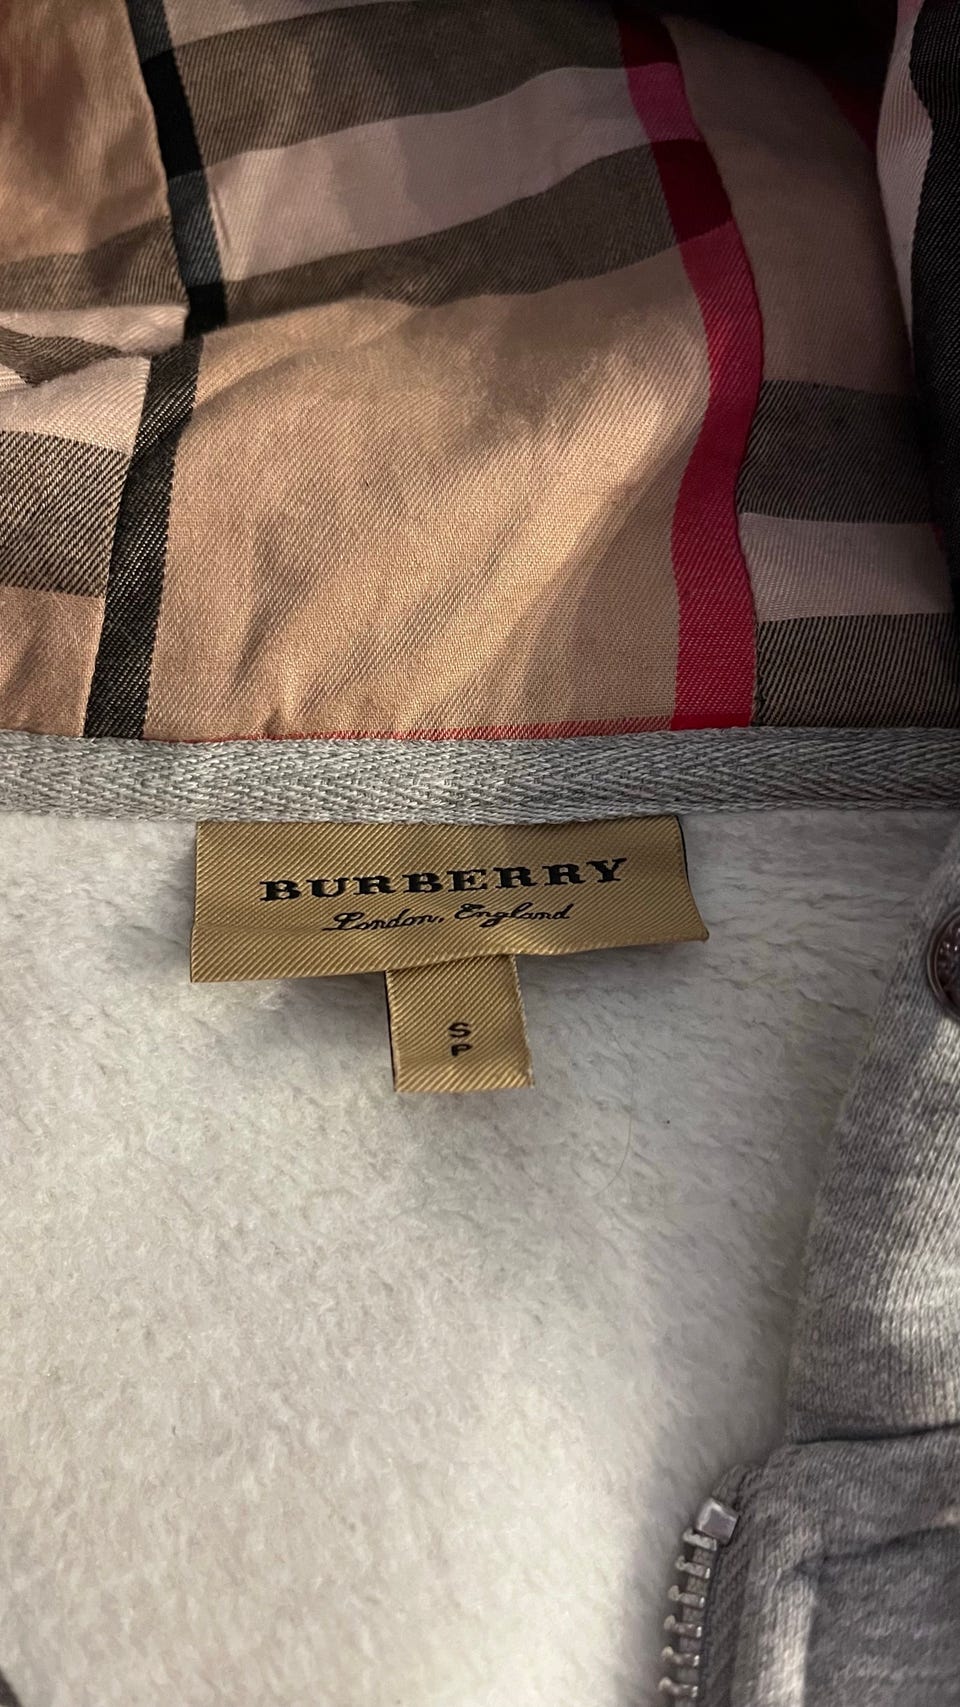 BURBERRY
London, England
S
P